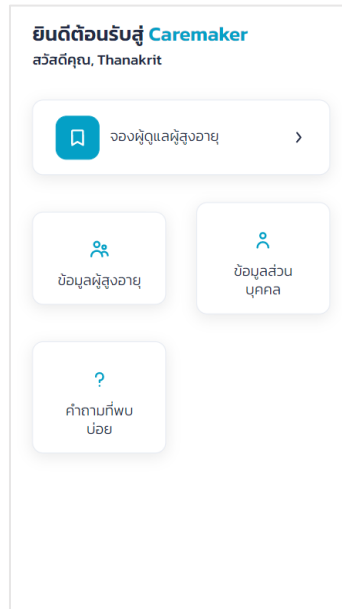 ยินดีต้อนรับสู่ Caremaker
สวัสดีคุณ, Thanakrit
จองผู้ดูแลผู้สูงอายุ
ข้อมูลผู้สูงอายุ
ข้อมูลส่วน
บุคคล
?
คำถามที่พบ
บ่อย